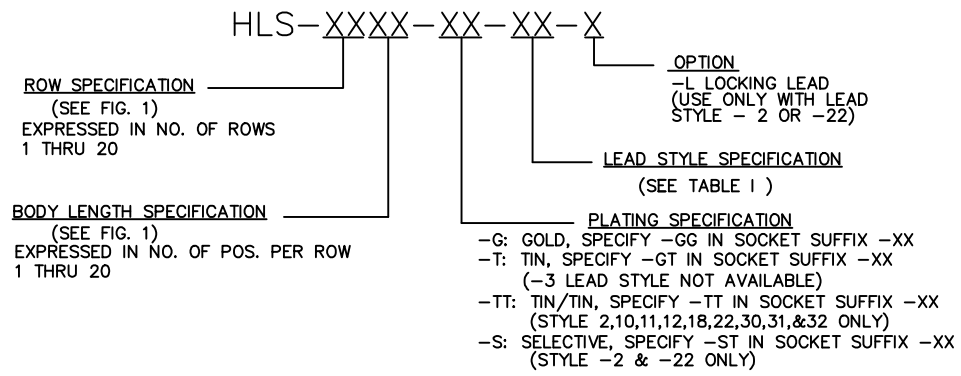 HLS-XXXX-XX-XX-X
ROW SPECIFICATION
(SEE FIG. 1)
EXPRESSED IN NO. OF ROWS
1 THRU 20
OPTION
-L LOCKING LEAD
(USE ONLY WITH LEAD
STYLE - 2 OR -22)
LEAD STYLE SPECIFICATION
(SEE TABLE I )
BODY LENGTH SPECIFICATION
(SEE FIG. 1)
EXPRESSED IN NO. OF POS. PER ROW
1 THRU 20
PLATING SPECIFICATION
-G: GOLD, SPECIFY -GG IN SOCKET SUFFIX -XX
-T: TIN, SPECIFY -GT IN SOCKET SUFFIX -XX
(-3 LEAD STYLE NOT AVAILABLE)
-TT: TIN/TIN, SPECIFY -TT IN SOCKET SUFFIX -XX
(STYLE 2,10,11,12,18,22,30,31,&32 ONLY)
-S: SELECTIVE, SPECIFY -ST IN SOCKET SUFFIX -XX
(STYLE -2 & -22 ONLY)